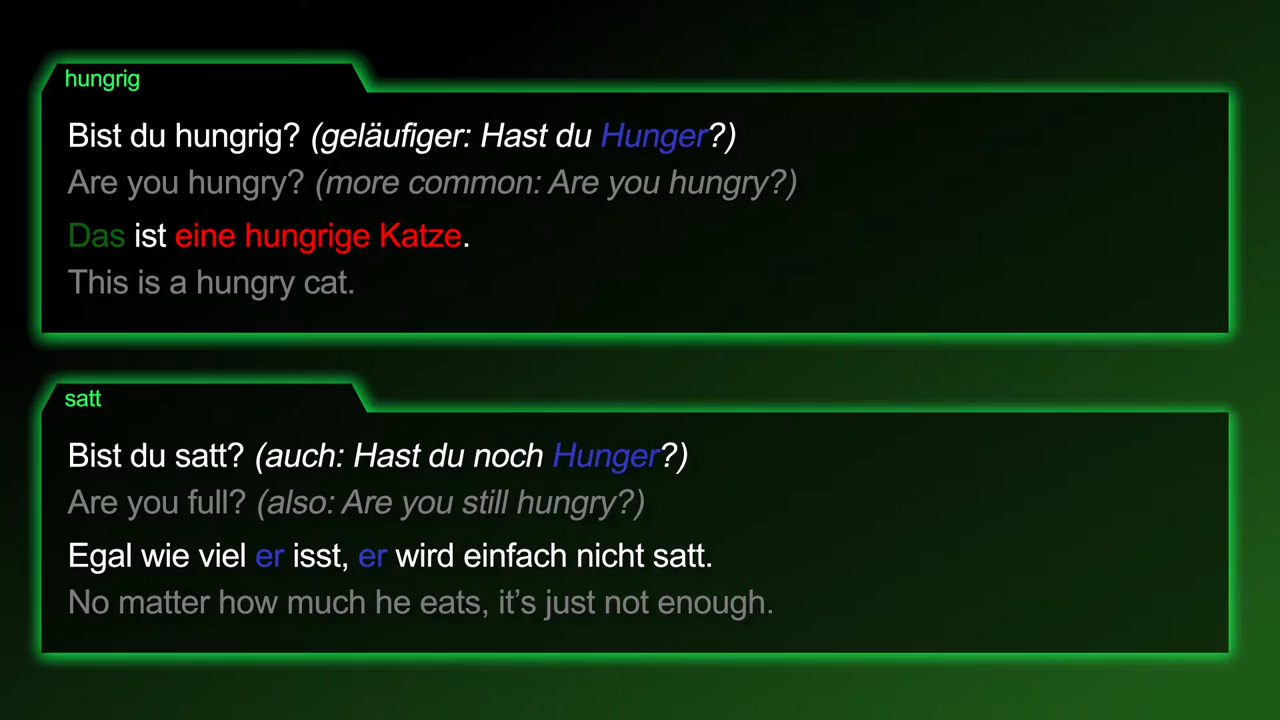 hungrig
Bist du hungrig? (geläufiger: Hast du Hunger?)
Are you hungry? (more common: Are you hungry?)
Das ist eine hungrige Katze.
This is a hungry cat.
satt
Bist du satt? (auch: Hast du noch Hunger?)
Are you full? (also: Are you still hungry?)
Egal wie viel er isst, er wird einfach nicht satt.
No matter how much he eats, it’s just not enough.